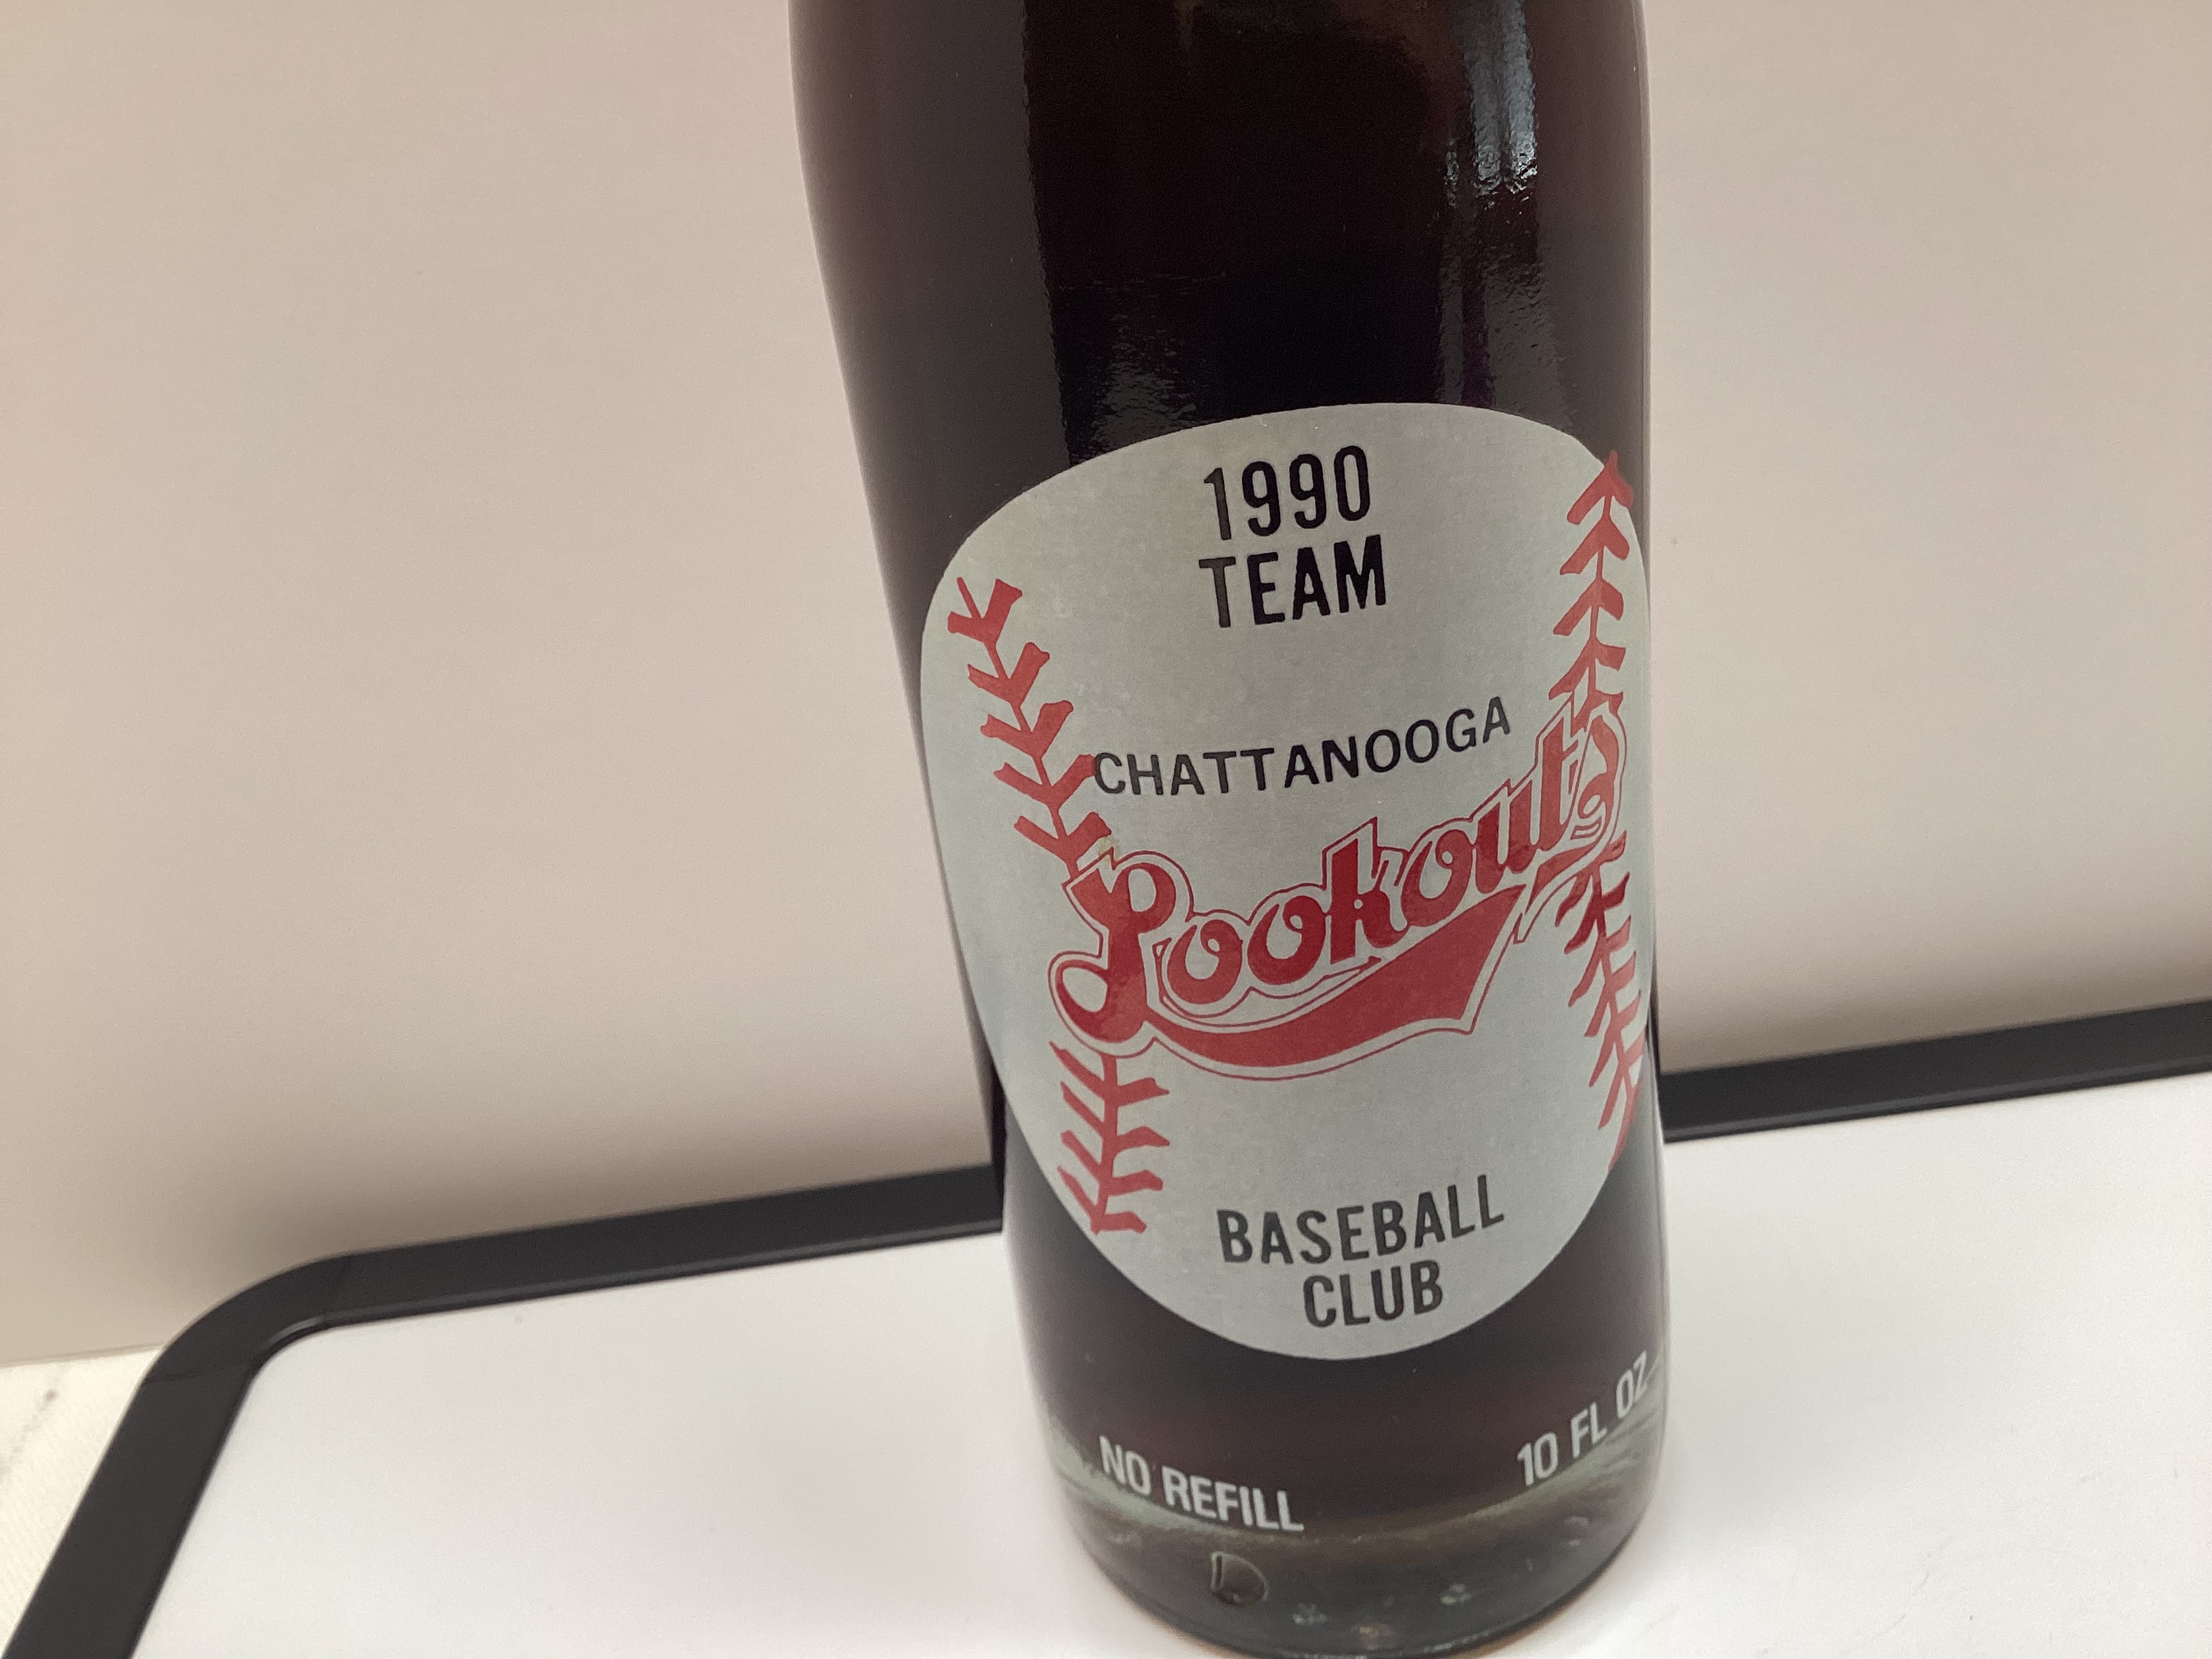 1990
TEAM
CHATTANOOGA
Lookouts
BASEBALL
CLUB
NO REFILL
10 FL OZ